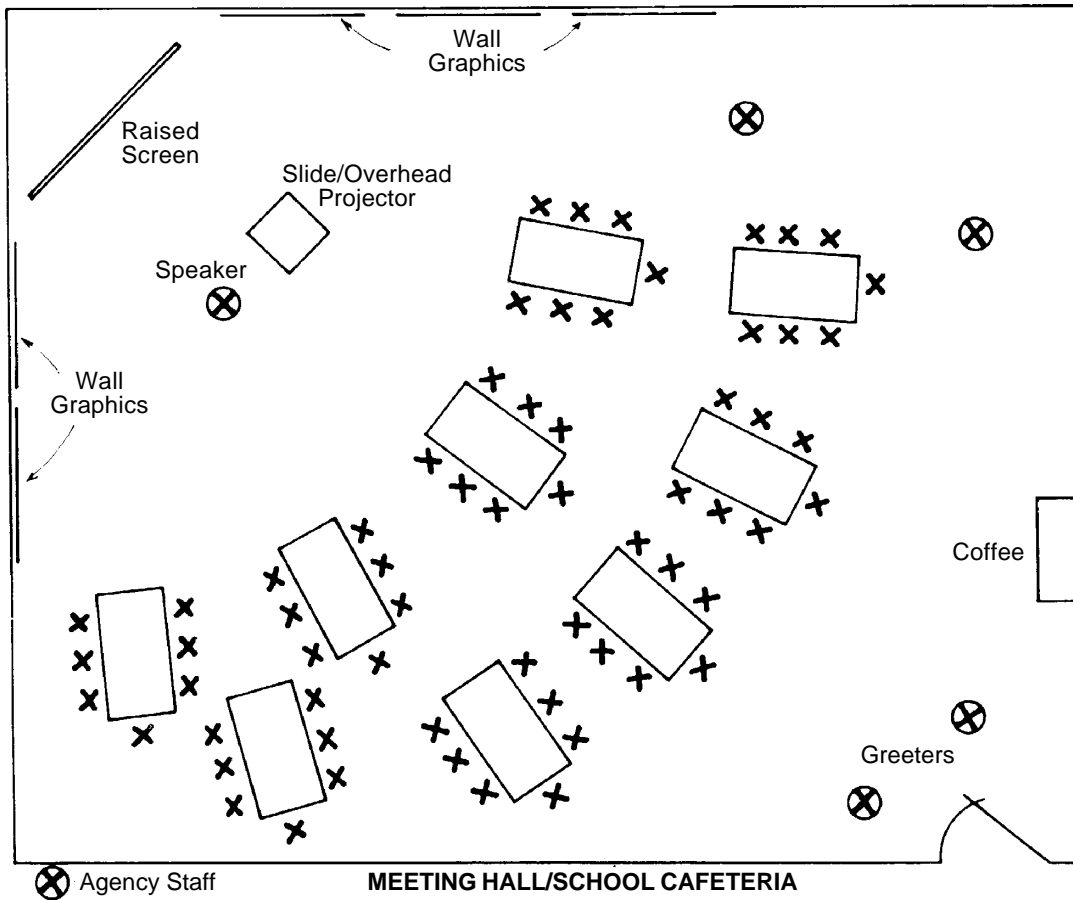 Wall
Graphics
Raised
Screen
Slide/Overhead
Projector
Speaker
Wall
Graphics
Coffee
Greeters
Agency Staff
MEETING HALL/SCHOOL CAFETERIA